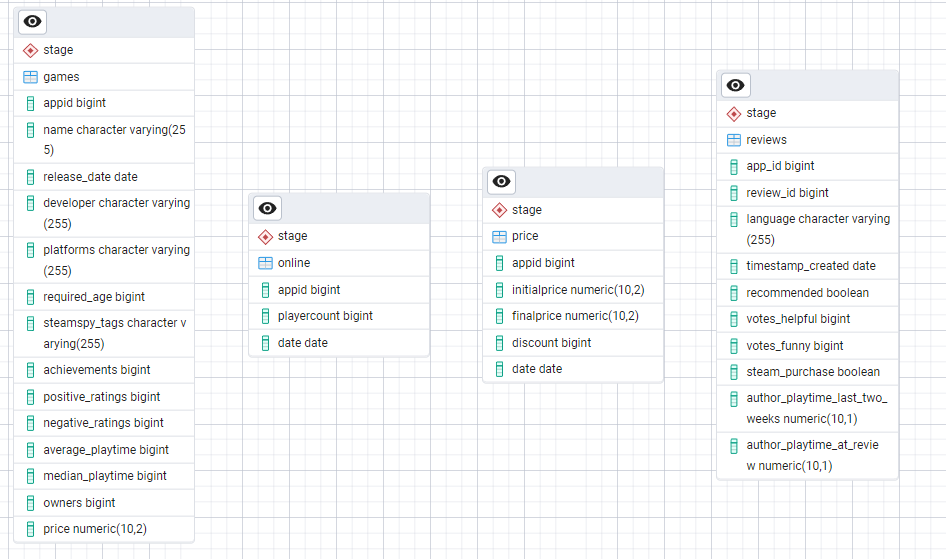 stage
games
appid bigint
name character varying(25
5)
release_date date
developer character varying
(255)
platforms character varying
(255)
required_age bigint
steamspy_tags character v
arying(255)
achievements bigint
positive_ratings bigint
negative_ratings bigint
average_playtime bigint
median_playtime bigint
owners bigint
price numeric(10,2)
stage
online
appid bigint
playercount bigint
date date
stage
price
appid bigint
initialprice numeric(10,2)
finalprice numeric(10,2)
discount bigint
date date
stage
reviews
app_id bigint
review_id bigint
language character varying
(255)
timestamp_created date
recommended boolean
votes_helpful bigint
votes_funny bigint
steam_purchase boolean
author_playtime_last_two_
weeks numeric(10,1)
author_playtime_at_revie
w numeric(10,1)